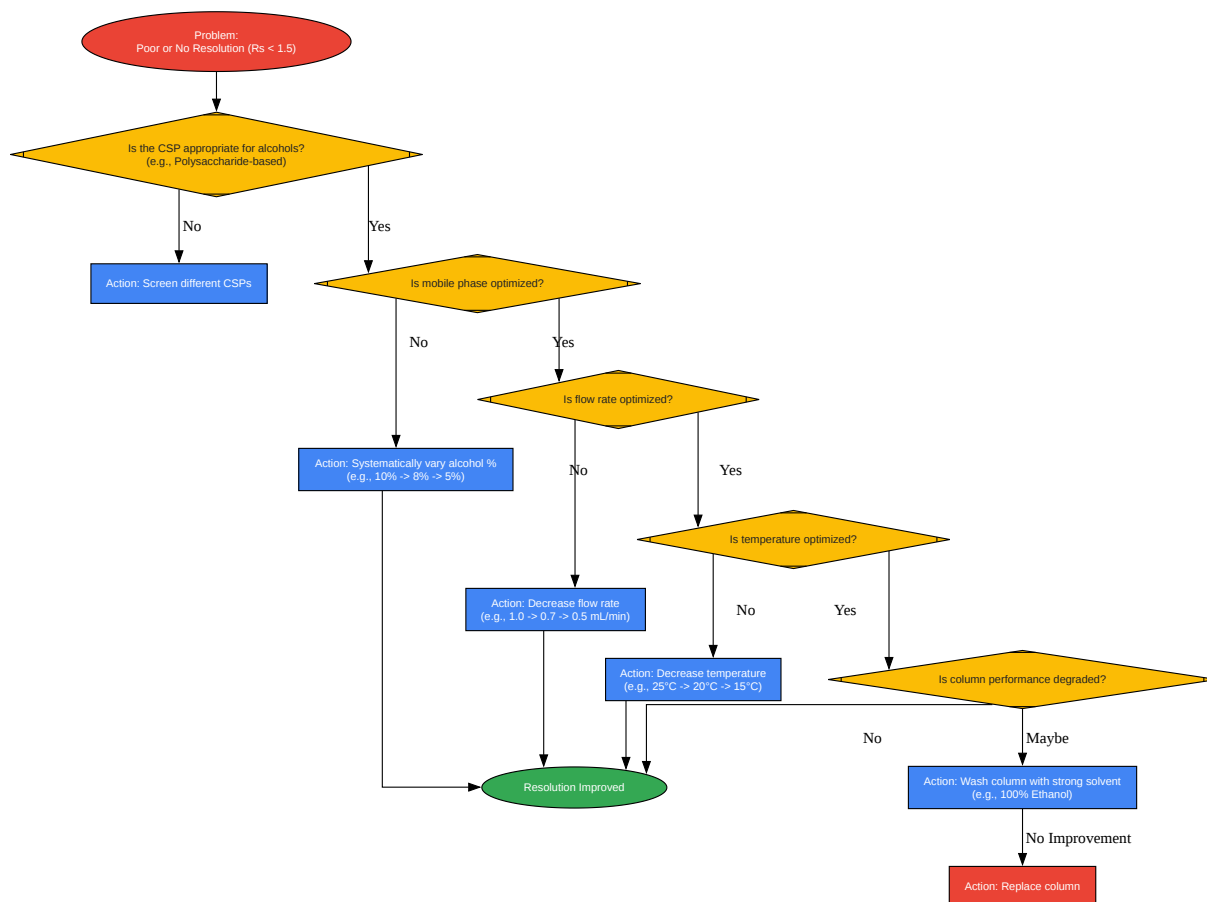 Problem:
Poor or No Resolution (Rs < 1.5)
Is the CSP appropriate for alcohols?
(e.g., Polysaccharide-based)
No
Yes
Action: Screen different CSPs
Is mobile phase optimized?
No
Yes
Is flow rate optimized?
Action: Systematically vary alcohol %
(e.g., 10% -> 8% -> 5%)
No
Yes
Is temperature optimized?
Action: Decrease flow rate
(e.g., 1.0 -> 0.7 -> 0.5 mL/min)
No
Yes
Action: Decrease temperature
(e.g., 25°C -> 20°C -> 15°C)
Is column performance degraded?
No
Maybe
Resolution Improved
Action: Wash column with strong solvent
(e.g., 100% Ethanol)
No Improvement
Action: Replace column